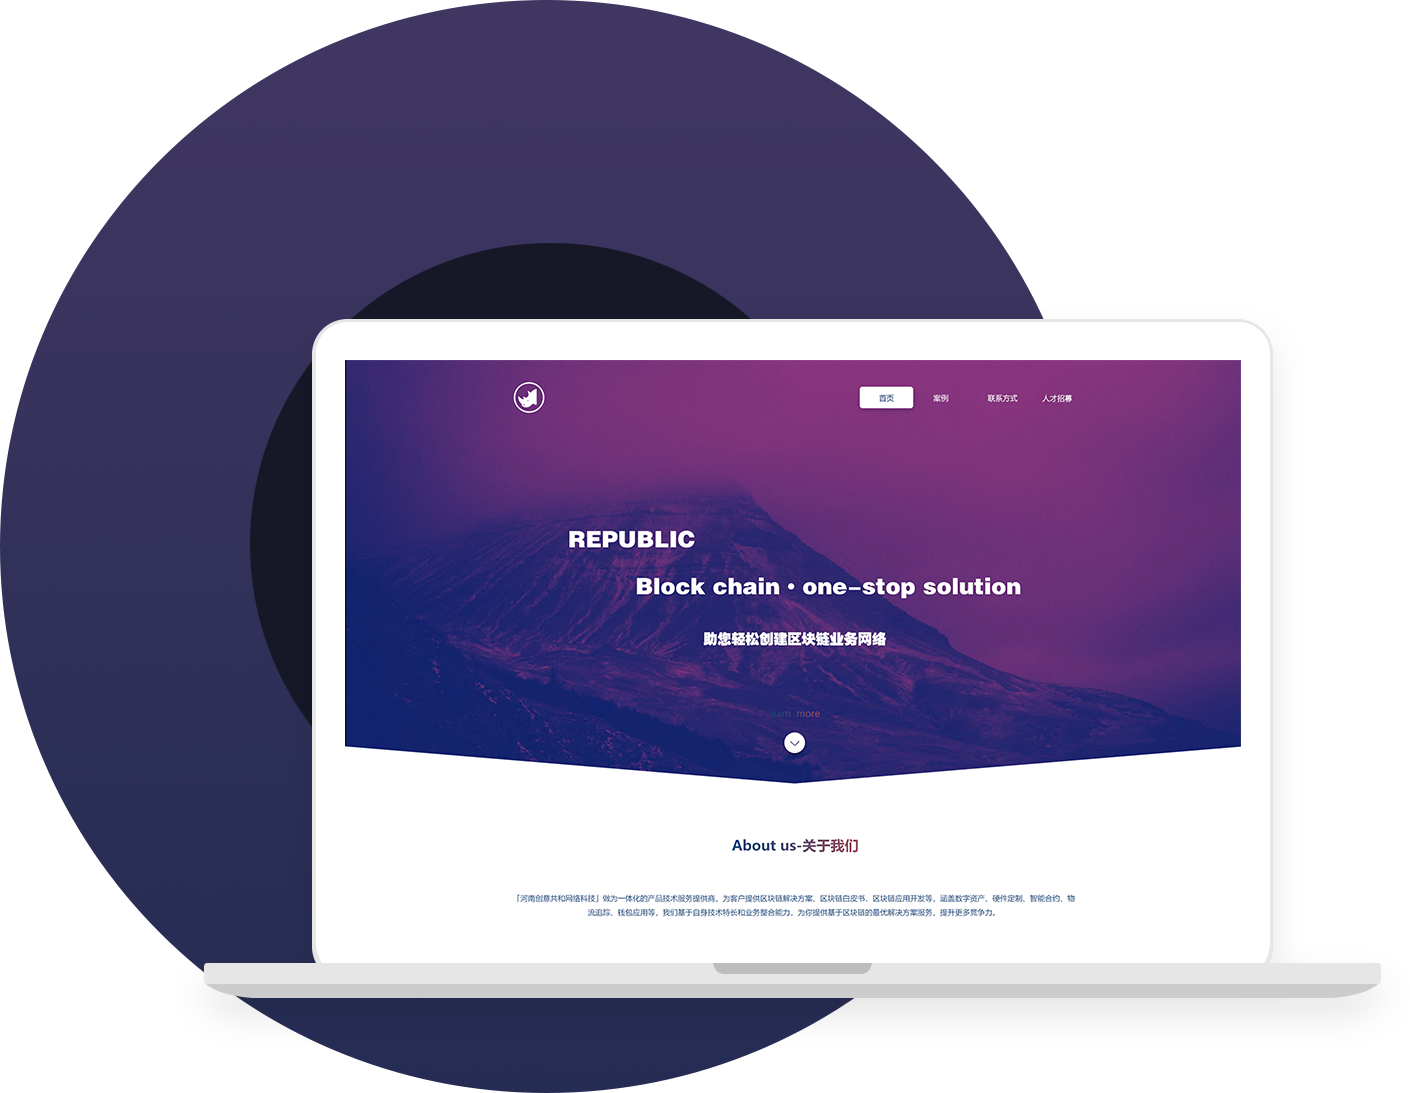 首页 案例 联系方式 人才招募
REPUBLIC
Block chain · one-stop solution
助您轻松创建区块链业务网络
learn more
About us-关于我们
「河南创意共和网络科技」做为一体化的产品技术服务提供商，为客户提供区块链解决方案、区块链白皮书、区块链应用开发等，涵盖数字资产、硬件定制、智能合约、物
流追踪、钱包应用等，我们基于自身技术特长和业务整合能力，为你提供基于区块链的最优解决方案服务，提升更多竞争力。